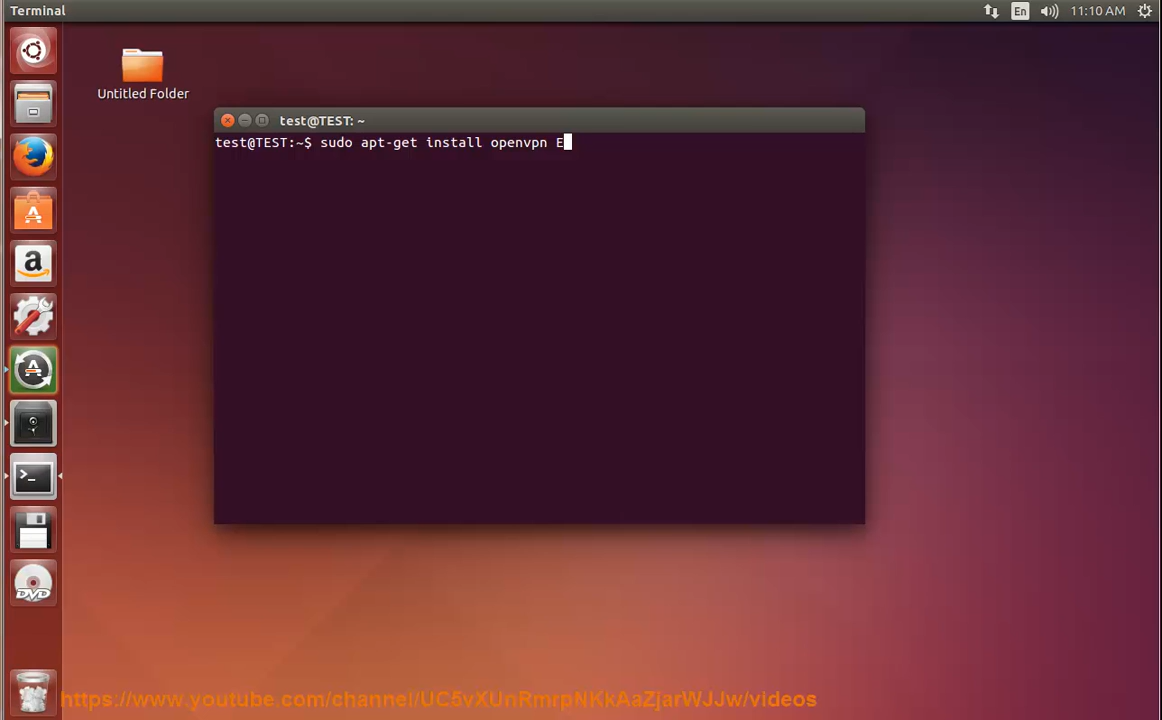 Terminal
En
11:10 AM
Untitled Folder
test@TEST: ~
test@TEST:~$ sudo apt-get install openvpn E
a
>_
DVD
https://www.youtube.com/channel/UC5vXUnRmrpNKkAaZjarWJJw/videos